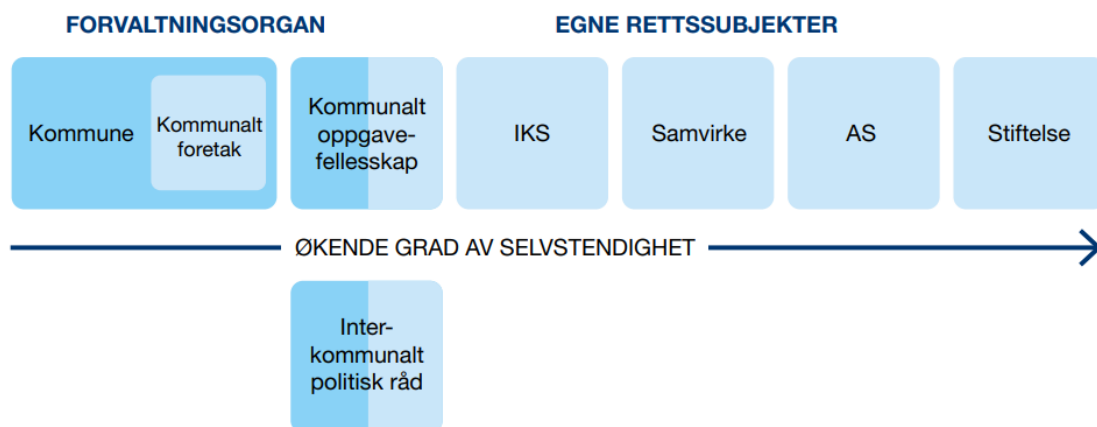 FORVALTNINGSORGAN
EGNE RETTSSUBJEKTER
Kommune
Kommunalt
foretak
Kommunalt
oppgave-
fellesskap
IKS
Samvirke
AS
Stiftelse
ØKENDE GRAD AV SELVSTENDIGHET
Inter-
kommunalt
politisk råd